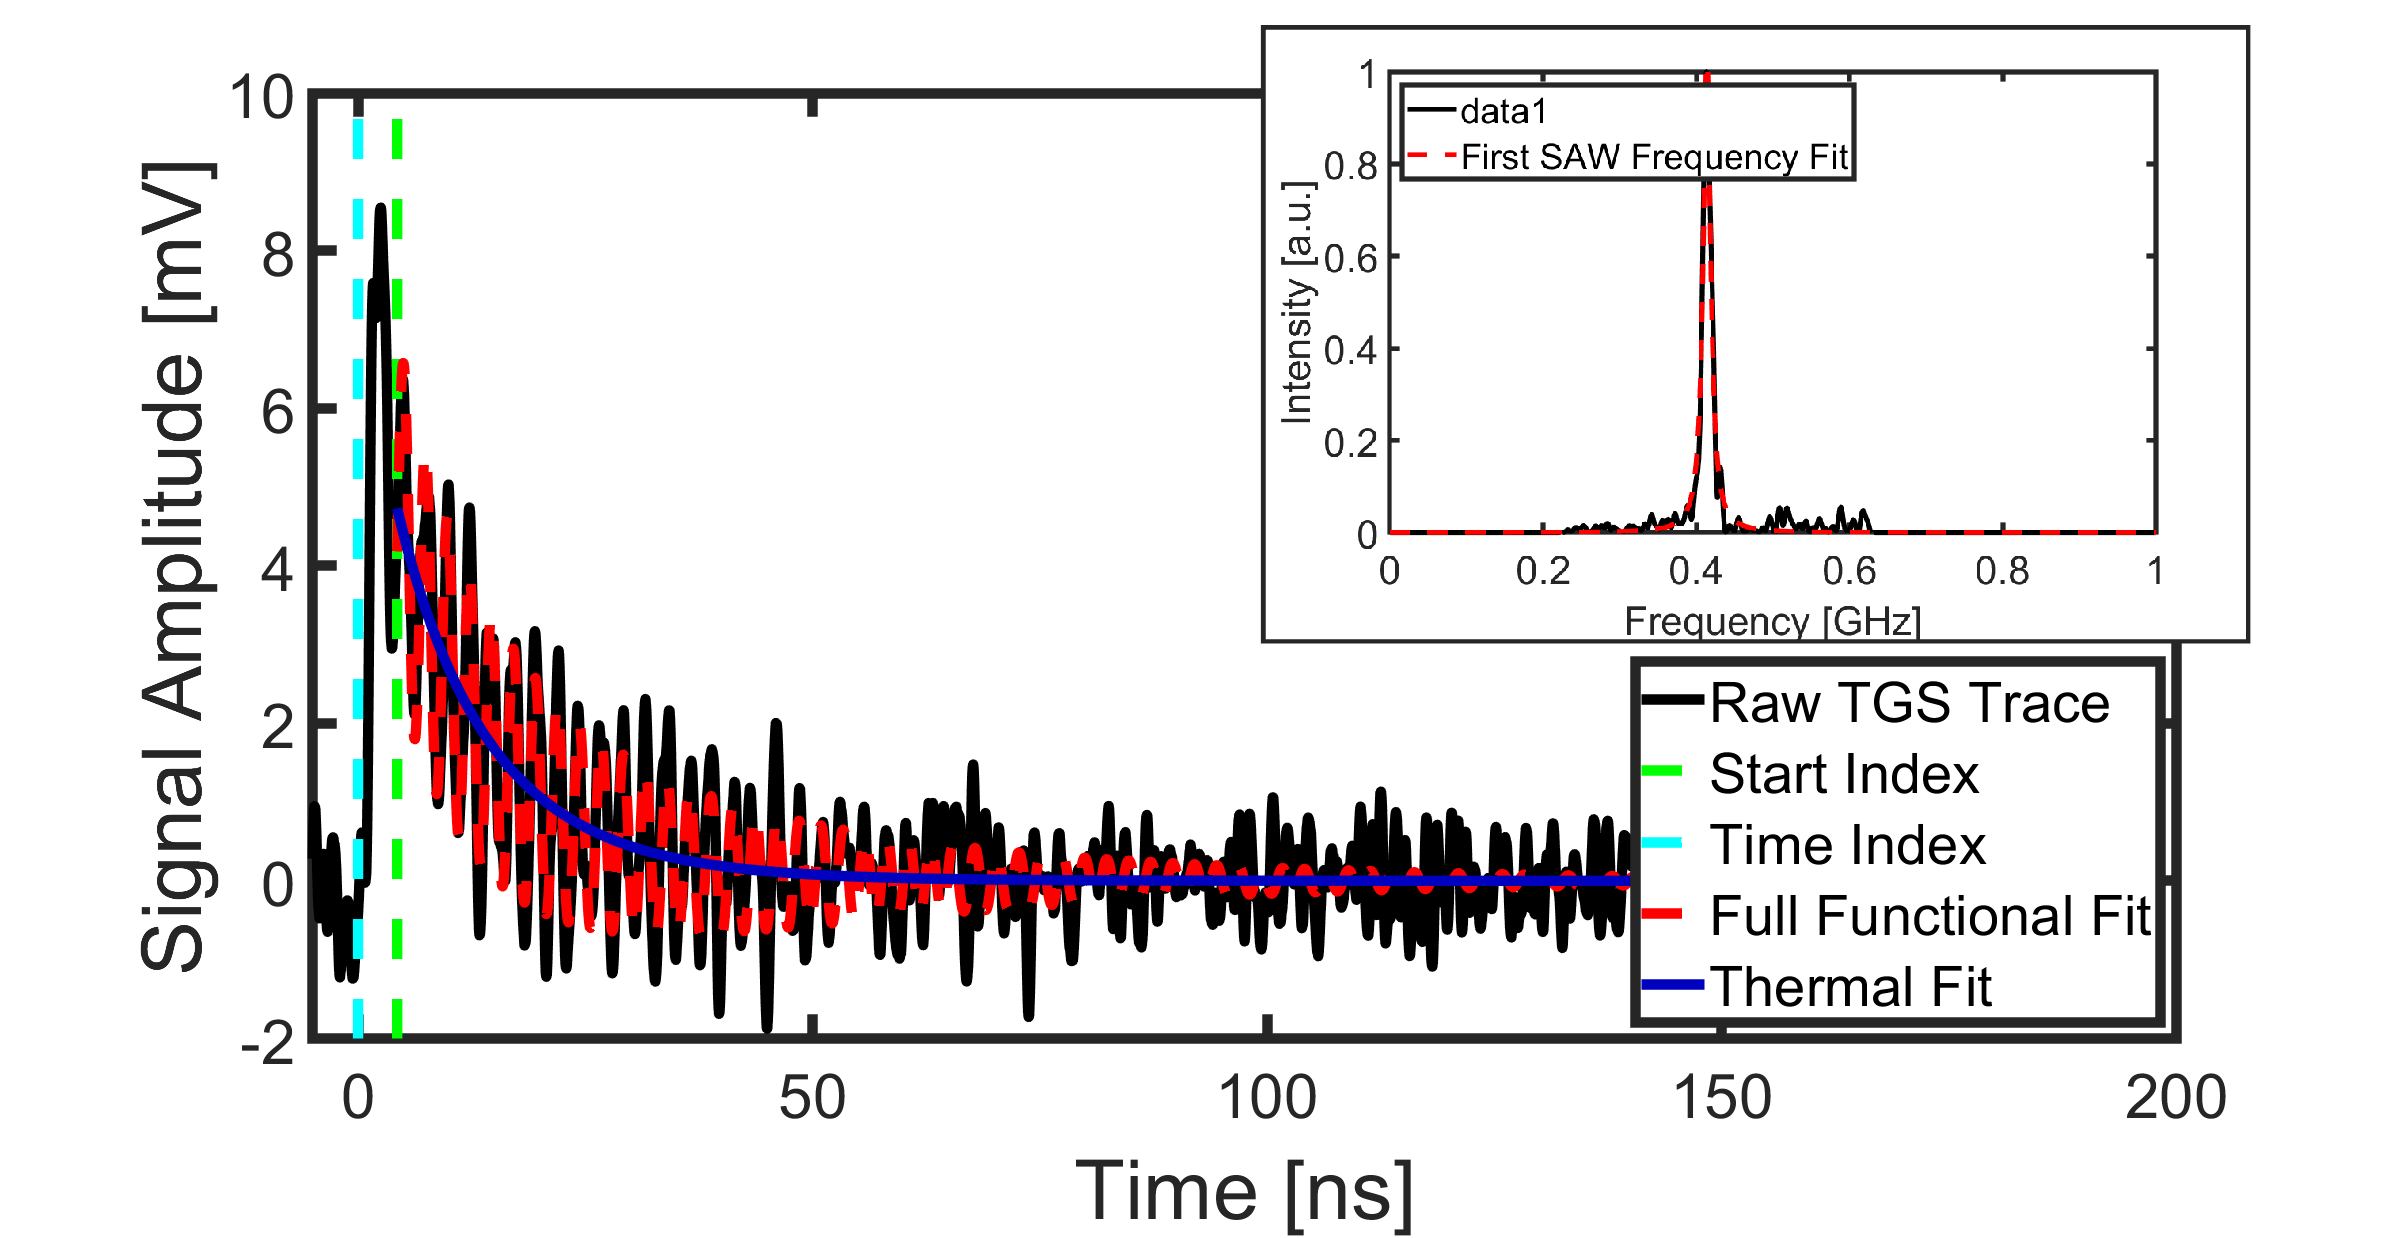 10
8
6
4
2
0
-2
Signal Amplitude [mV]
0
50
100
150
200
Time [ns]
1
0.8
0.6
0.4
0.2
0
Intensity [a.u.]
data1
First SAW Frequency Fit
0
0.2
0.4
0.6
0.8
1
Frequency [GHz]
Raw TGS Trace
Start Index
Time Index
Full Functional Fit
Thermal Fit